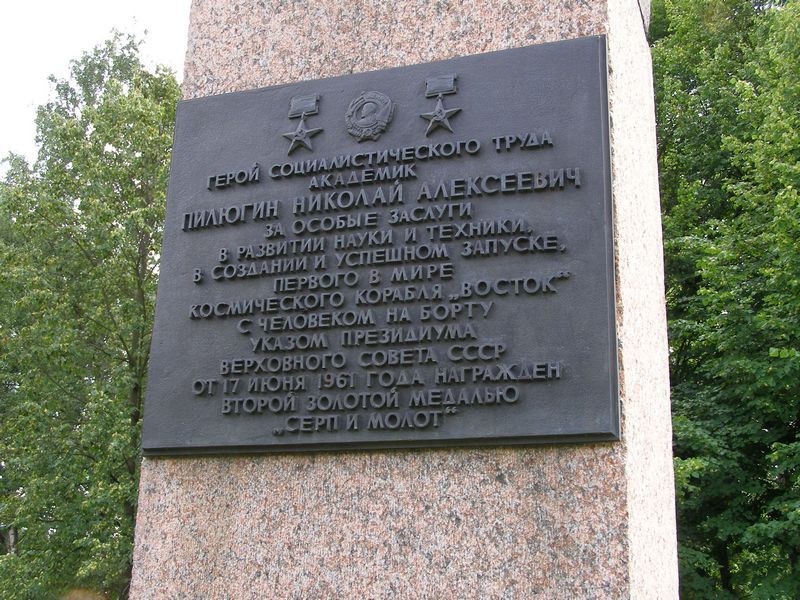 ГЕРОЙ СОЦИАЛИСТИЧЕСКОГО ТРУДА
АКАДЕМИК
ПИЛЮГИН НИКОЛАЙ АЛЕКСЕЕВИЧ
ЗА ОСОБЫЕ ЗАСЛУГИ
В РАЗВИТИИ НАУКИ И ТЕХНИКИ,
В СОЗДАНИИ И УСПЕШНОМ ЗАПУСКЕ,
ПЕРВОГО В МИРЕ
КОСМИЧЕСКОГО КОРАБЛЯ „ВОСТОК“
С ЧЕЛОВЕКОМ НА БОРТУ
УКАЗОМ ПРЕЗИДИУМА
ВЕРХОВНОГО СОВЕТА СССР
ОТ 17 ИЮНЯ 1961 ГОДА НАГРАЖДЕН
ВТОРОЙ ЗОЛОТОЙ МЕДАЛЬЮ
„СЕРП И МОЛОТ“